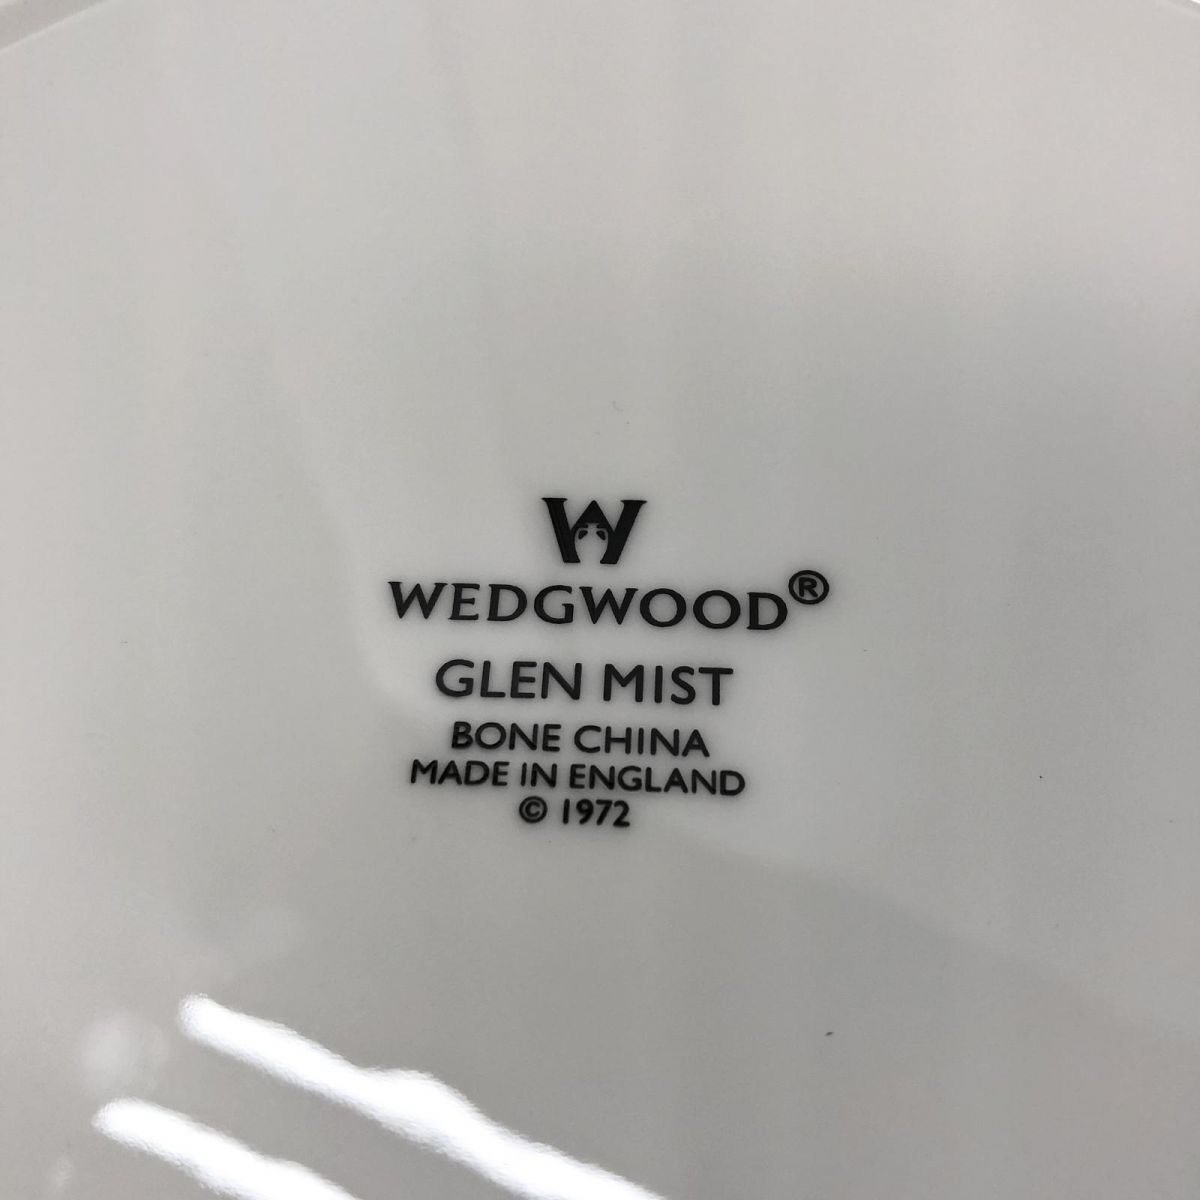 W
WEDGWOOD®
GLEN MIST
BONE CHINA
MADE IN ENGLAND
© 1972